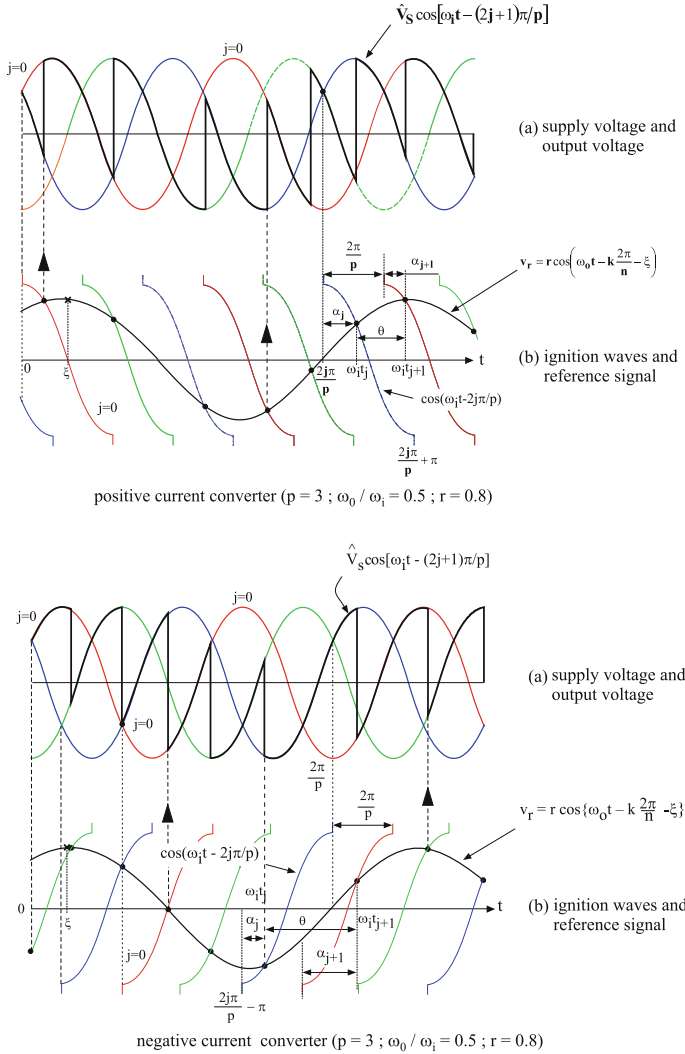 V̂S cos[ωit – (2j+1)π/p]
j=0
j=0
(a) supply voltage and
output voltage
2π/p
αj+1
vr = r cos(ωot – k 2π/n – ξ)
αj
θ
0
ξ
2jπ/p
ωitj
ωitj+1
t
(b) ignition waves and
reference signal
j=0
cos(ωit-2jπ/p)
2jπ/p + π
positive current converter (p = 3 ; ω0 / ωi = 0.5 ; r = 0.8)
V̂s cos[ωit - (2j+1)π/p]
j=0
j=0
(a) supply voltage and
output voltage
j=0
2π/p
2π/p
vr = r cos{ωot – k 2π/n -ξ}
cos(ωit - 2jπ/p)
ωitj
0
ξ
αj
θ
ωitj+1
t
(b) ignition waves and
reference signal
j=0
αj+1
2jπ/p – π
negative current converter (p = 3 ; ω0 / ωi = 0.5 ; r = 0.8)